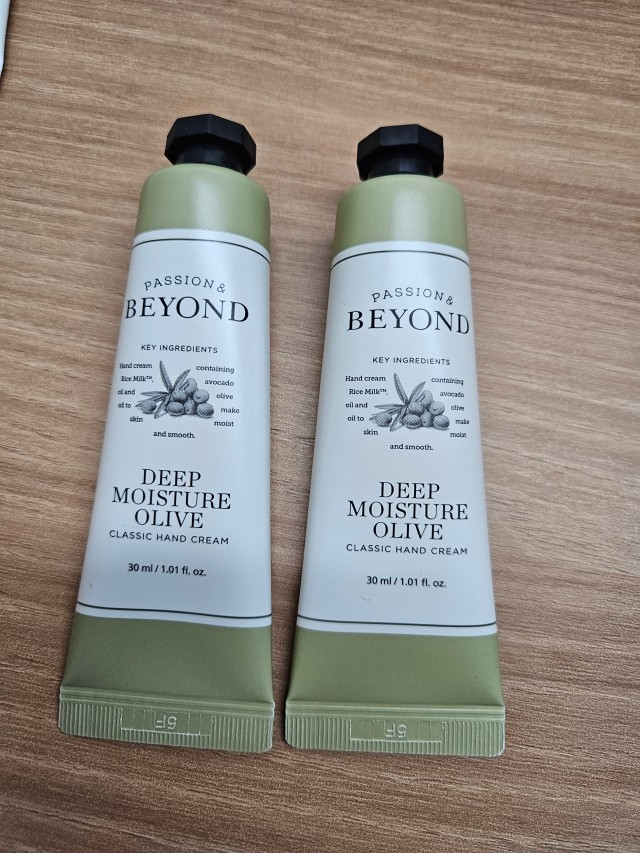 PASSION &
BEYOND
KEY INGREDIENTS
Hand cream containing
Rice Milk™, avocado
oil and olive
oil to make
skin moist
and smooth.
DEEP
MOISTURE
OLIVE
CLASSIC HAND CREAM
30 ml / 1.01 fl. oz.
5F
PASSION &
BEYOND
KEY INGREDIENTS
Hand cream containing
Rice Milk™, avocado
oil and olive
oil to make
skin moist
and smooth.
DEEP
MOISTURE
OLIVE
CLASSIC HAND CREAM
30 ml / 1.01 fl. oz.
5F